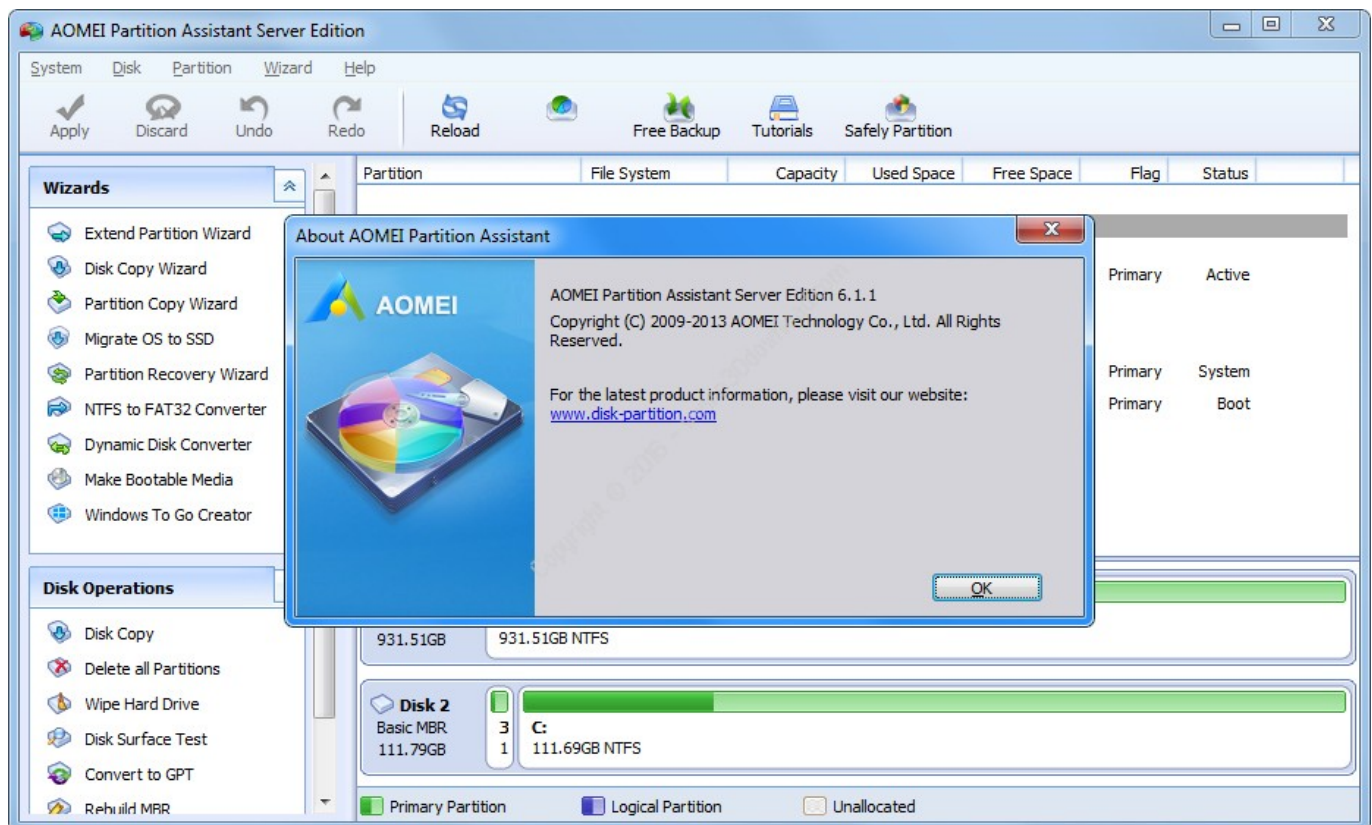 AOMEI Partition Assistant Server Edition
System Disk Partition Wizard Help
Apply Discard Undo Redo Reload Free Backup Tutorials Safely Partition
Wizards
Extend Partition Wizard
Disk Copy Wizard
Partition Copy Wizard
Migrate OS to SSD
Partition Recovery Wizard
NTFS to FAT32 Converter
Dynamic Disk Converter
Make Bootable Media
Windows To Go Creator
Disk Operations
Disk Copy
Delete all Partitions
Wipe Hard Drive
Disk Surface Test
Convert to GPT
Rebuild MBR
Partition File System Capacity Used Space Free Space Flag Status
Primary Active
Primary System
Primary Boot
About AOMEI Partition Assistant
AOMEI
AOMEI Partition Assistant Server Edition 6.1.1
Copyright (C) 2009-2013 AOMEI Technology Co., Ltd. All Rights
Reserved.
For the latest product information, please visit our website:
www.disk-partition.com
Copyright © 2016
OK
931.51GB 931.51GB NTFS
Disk 2
Basic MBR 3 C:
111.79GB 1 111.69GB NTFS
Primary Partition Logical Partition Unallocated